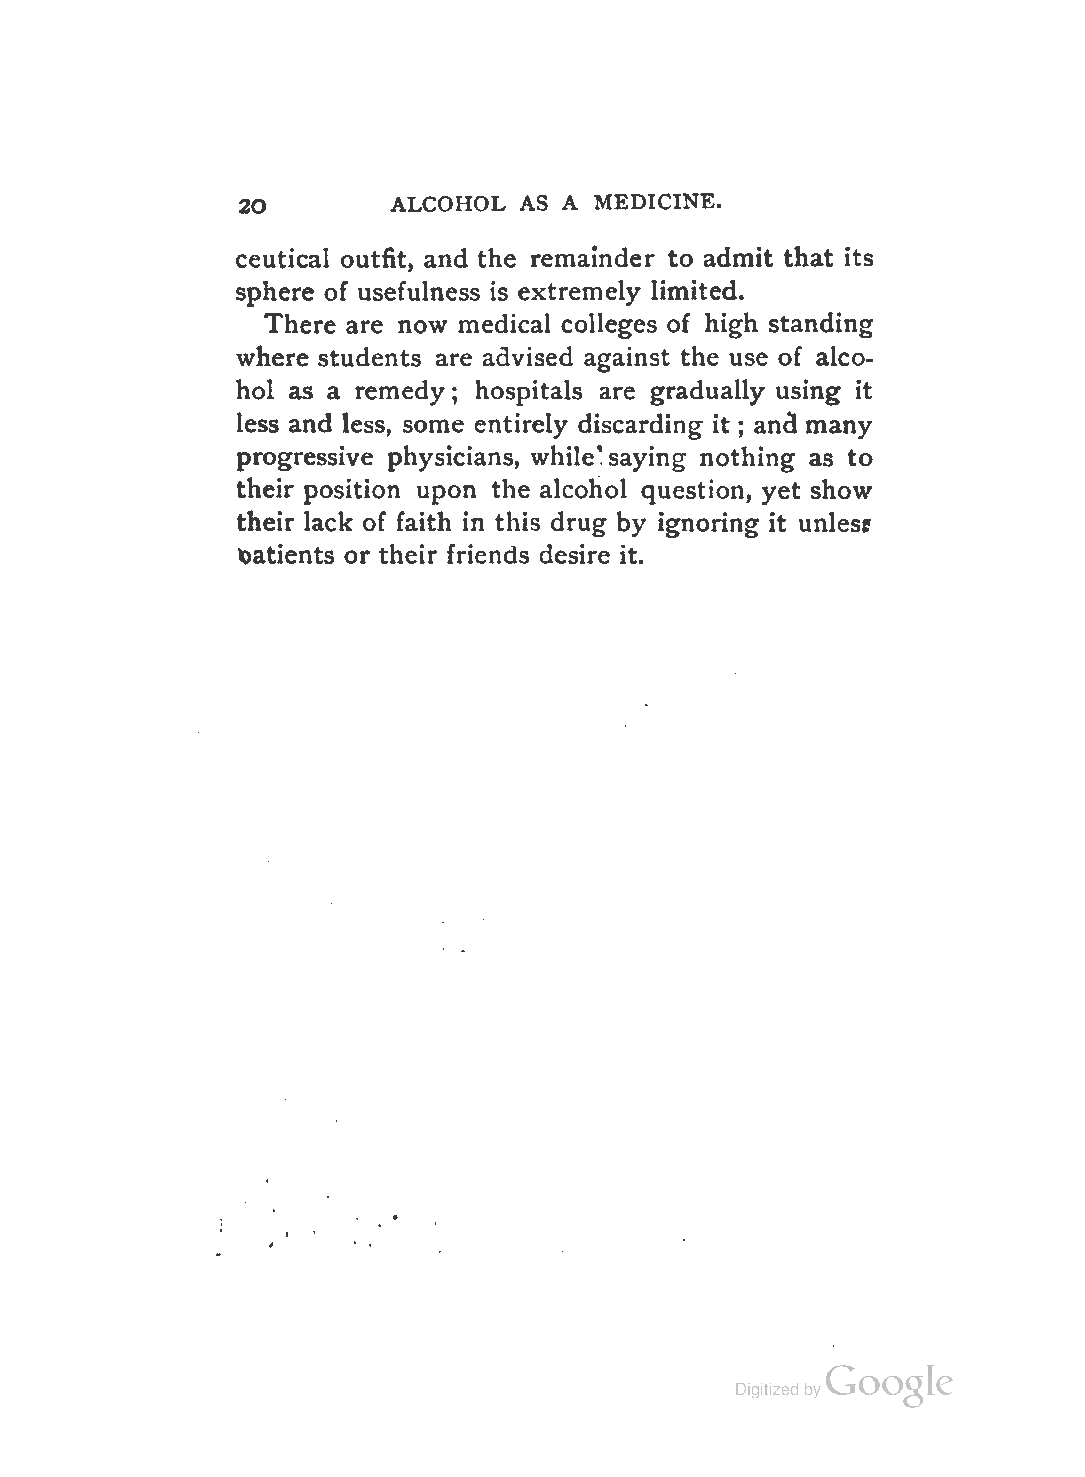 20 ALCOHOL AS A MEDICINE.
ceutical outfit, and the remainder to admit that its
sphere of usefulness is extremely limited.
There are now medical colleges of high standing
where students are advised against the use of alco-
hol as a remedy; hospitals are gradually using it
less and less, some entirely discarding it; and many
progressive physicians, while saying nothing as to
their position upon the alcohol question, yet show
their lack of faith in this drug by ignoring it unless
patients or their friends desire it.
Digitized by Google